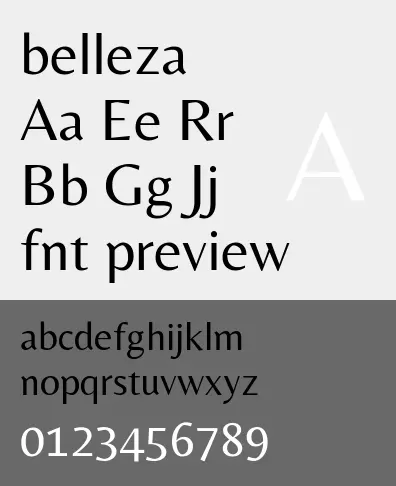 belleza
Aa Ee Rr
A
Bb Gg Jj
fnt preview
abcdefghijklm
nopqrstuvwxyz
0123456789